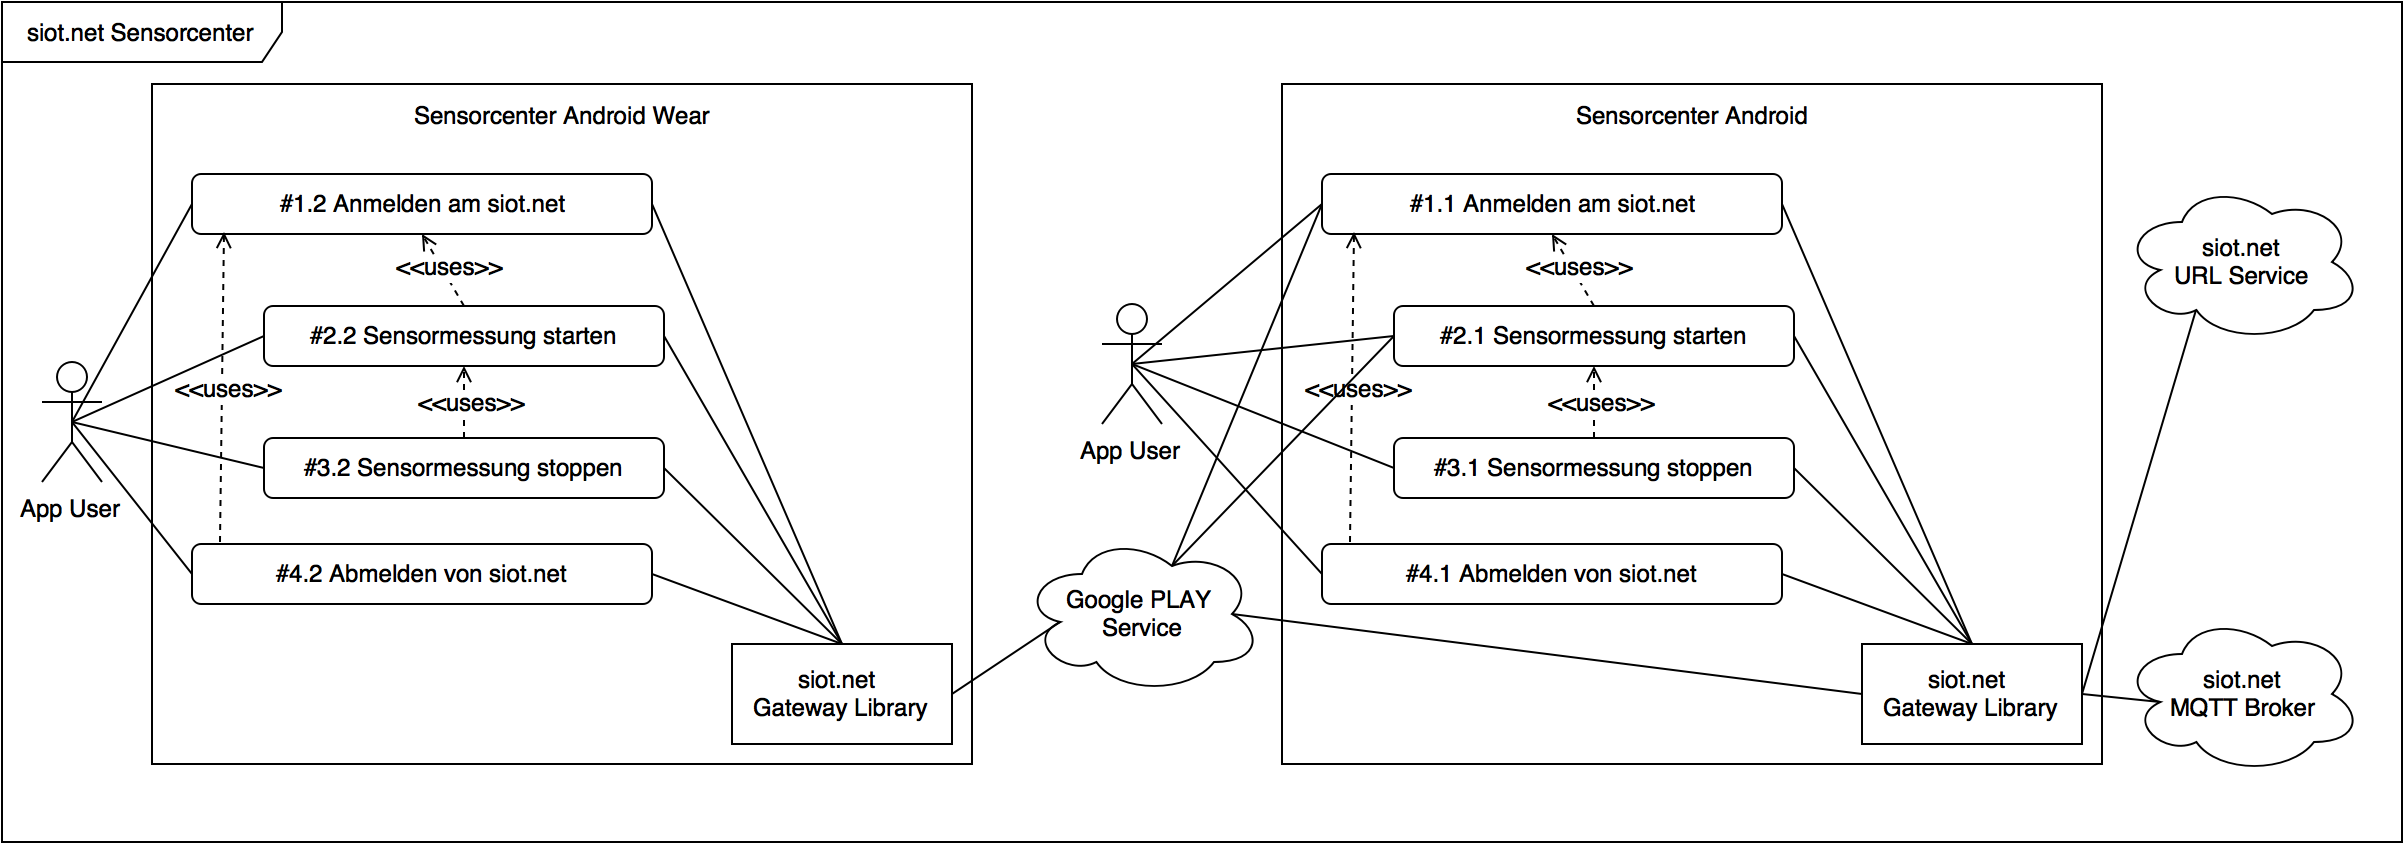 siot.net Sensorcenter
Sensorcenter Android Wear
#1.2 Anmelden am siot.net
<<uses>>
#2.2 Sensormessung starten
<<uses>>
<<uses>>
#3.2 Sensormessung stoppen
App User
#4.2 Abmelden von siot.net
siot.net
Gateway Library
Google PLAY
Service
Sensorcenter Android
#1.1 Anmelden am siot.net
<<uses>>
#2.1 Sensormessung starten
<<uses>>
<<uses>>
App User
#3.1 Sensormessung stoppen
#4.1 Abmelden von siot.net
siot.net
Gateway Library
siot.net
URL Service
siot.net
MQTT Broker